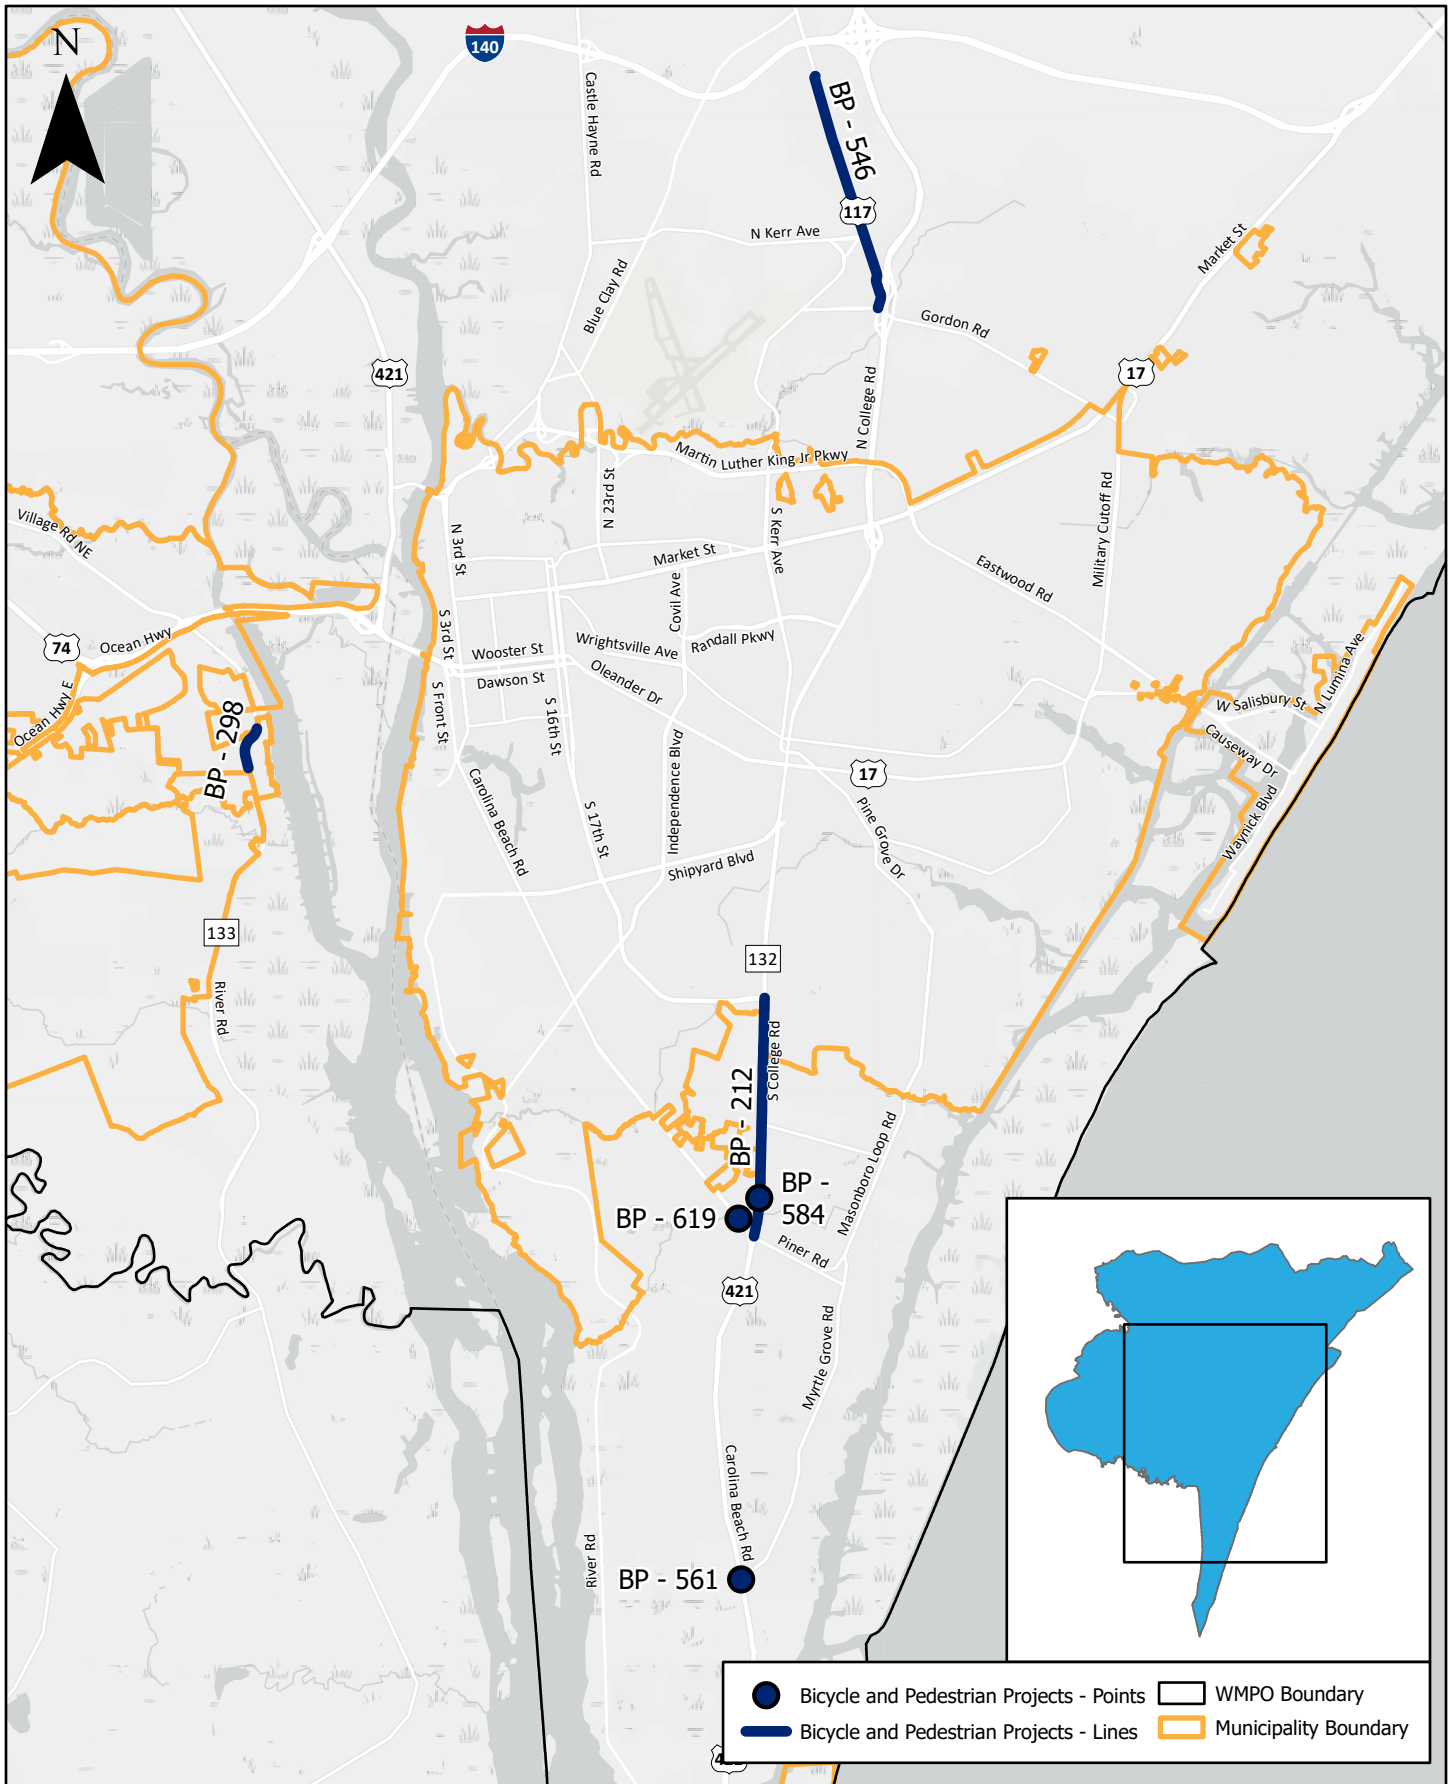 N
140
Castle Hayne Rd
BP - 546
117
N Kerr Ave
Blue Clay Rd
Market St
Gordon Rd
421
17
N College Rd
Martin Luther King Jr Pkwy
N 23rd St
Military Cutoff Rd
Village Rd NE
N 3rd St
S Kerr Ave
Market St
Eastwood Rd
Covil Ave
S 3rd St
74
Ocean Hwy
Wrightsville Ave
Randall Pkwy
Wooster St
Dawson St
Oleander Dr
N Lumina Ave
W Salisbury St
Ocean Hwy E
S Front St
S 16th St
BP - 298
Causeway Dr
Independence Blvd
17
Carolina Beach Rd
S 17th St
Pine Grove Dr
Waynick Blvd
Shipyard Blvd
133
132
River Rd
S College Rd
BP - 212
Masonboro Loop Rd
BP -
584
BP - 619
Piner Rd
421
Myrtle Grove Rd
Carolina Beach Rd
River Rd
BP - 561
Bicycle and Pedestrian Projects - Points
WMPO Boundary
Bicycle and Pedestrian Projects - Lines
Municipality Boundary